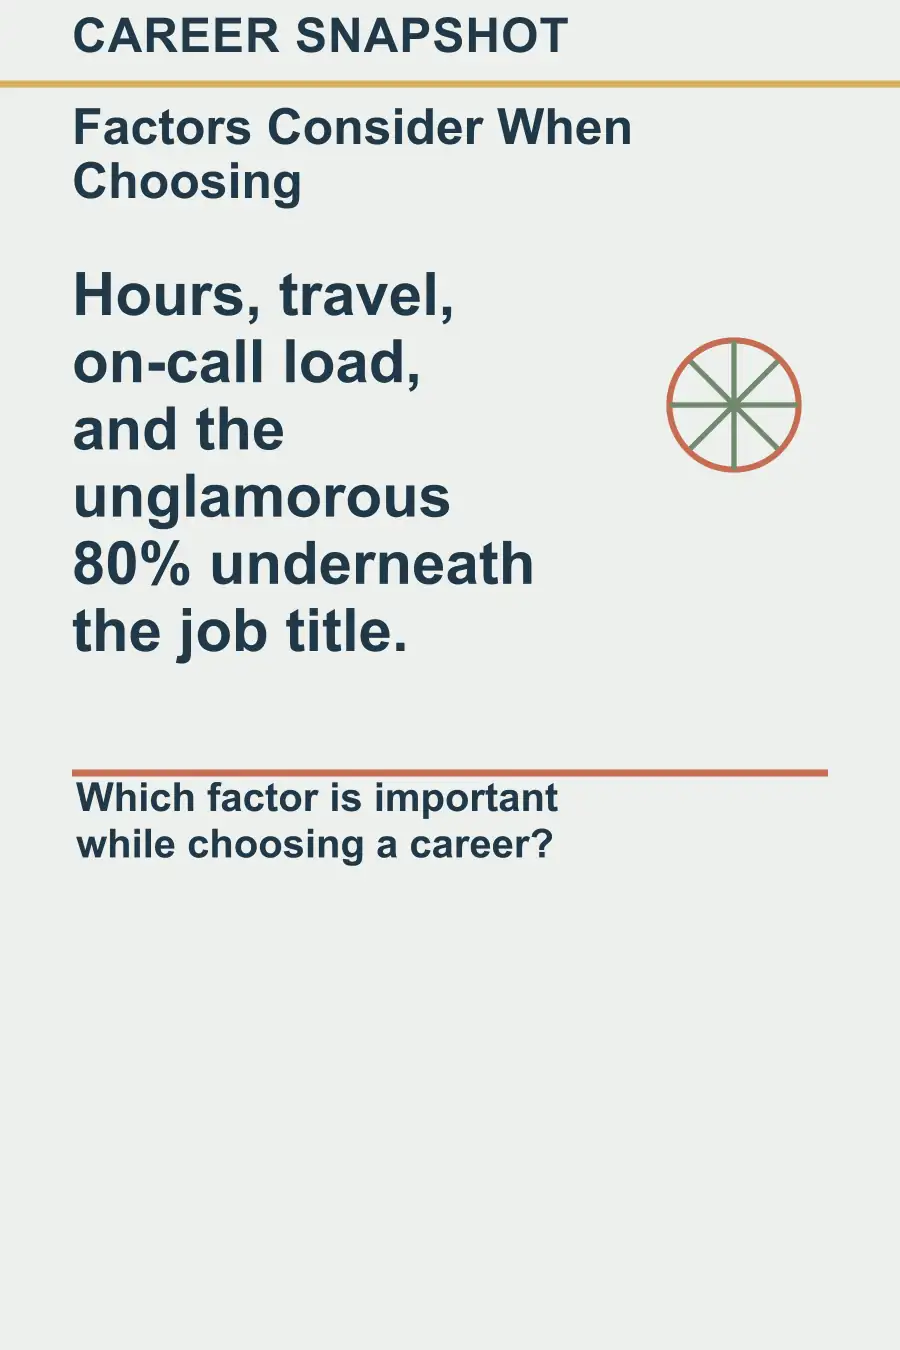 CAREER SNAPSHOT
Factors Consider When
Choosing
Hours, travel,
on-call load,
and the
unglamorous
80% underneath
the job title.
Which factor is important
while choosing a career?